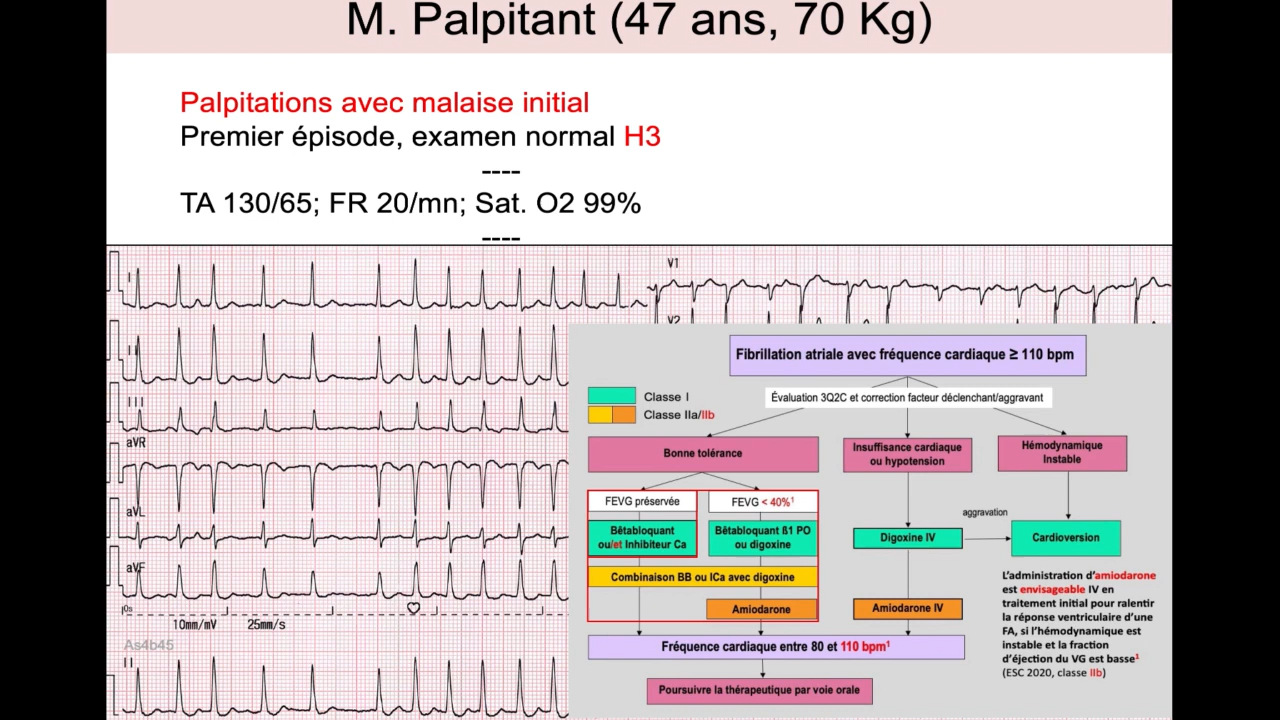 M. Palpitant (47 ans, 70 Kg)
Palpitations avec malaise initial
Premier épisode, examen normal H3
----
TA 130/65; FR 20/mn; Sat. O2 99%
----
I
II
III
aVR
aVL
aVF
0s
10mm/mV 25mm/s
As4b45
II
V1
V2
Fibrillation atriale avec fréquence cardiaque ≥ 110 bpm
Évaluation 3Q2C et correction facteur déclenchant/aggravant
Classe I
Classe IIa/IIb
Bonne tolérance
Insuffisance cardiaque
ou hypotension
Hémodynamique
Instable
FEVG préservée
FEVG < 40%¹
Bêtabloquant
ou/et Inhibiteur Ca
Bêtabloquant ß1 PO
ou digoxine
Digoxine IV
aggravation
Cardioversion
Combinaison BB ou ICa avec digoxine
Amiodarone
Amiodarone IV
L'administration d'amiodarone
est envisageable IV en
traitement initial pour ralentir
la réponse ventriculaire d'une
FA, si l'hémodynamique est
instable et la fraction
d'éjection du VG est basse¹
(ESC 2020, classe IIb)
Fréquence cardiaque entre 80 et 110 bpm¹
Poursuivre la thérapeutique par voie orale